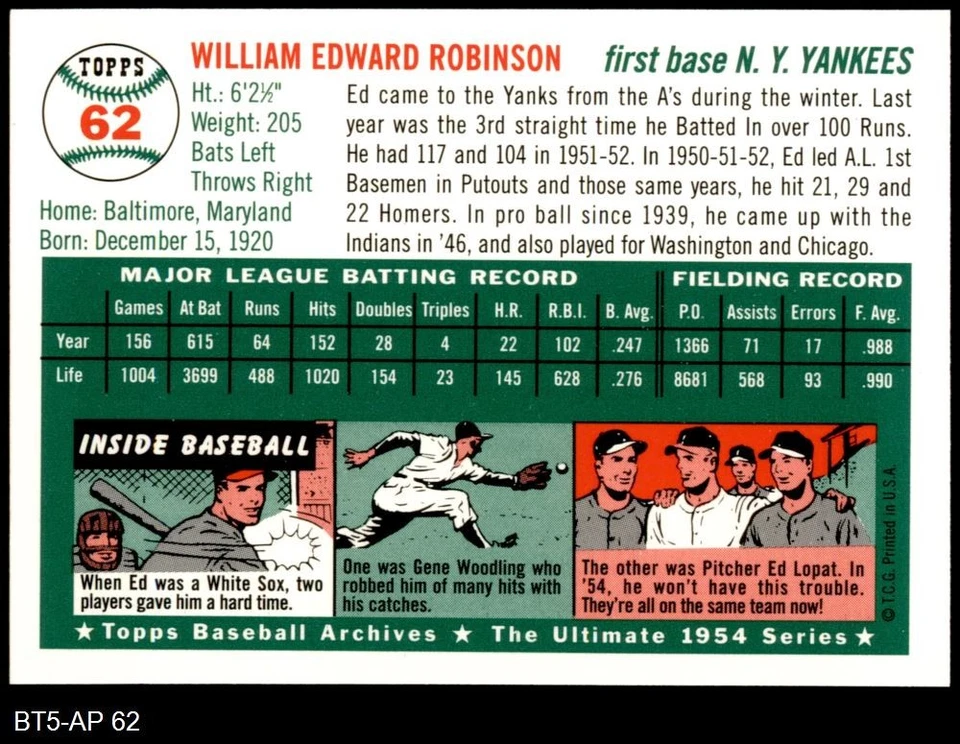 TOPPS
62
WILLIAM EDWARD ROBINSON
first base N. Y. YANKEES
Ht.: 6'2½"
Weight: 205
Bats Left
Throws Right
Home: Baltimore, Maryland
Born: December 15, 1920
Ed came to the Yanks from the A's during the winter. Last
year was the 3rd straight time he Batted In over 100 Runs.
He had 117 and 104 in 1951-52. In 1950-51-52, Ed led A.L. 1st
Basemen in Putouts and those same years, he hit 21, 29 and
22 Homers. In pro ball since 1939, he came up with the
Indians in '46, and also played for Washington and Chicago.
MAJOR LEAGUE BATTING RECORD FIELDING RECORD
Games At Bat Runs Hits Doubles Triples H.R. R.B.I. B. Avg. P.O. Assists Errors F. Avg.
Year 156 615 64 152 28 4 22 102 .247 1366 71 17 .988
Life 1004 3699 488 1020 154 23 145 628 .276 8681 568 93 .990
INSIDE BASEBALL
When Ed was a White Sox, two
players gave him a hard time.
One was Gene Woodling who
robbed him of many hits with
his catches.
The other was Pitcher Ed Lopat. In
'54, he won't have this trouble.
They're all on the same team now!
© T.C.G. Printed in U.S.A.
★ Topps Baseball Archives ★ The Ultimate 1954 Series ★
BT5-AP 62